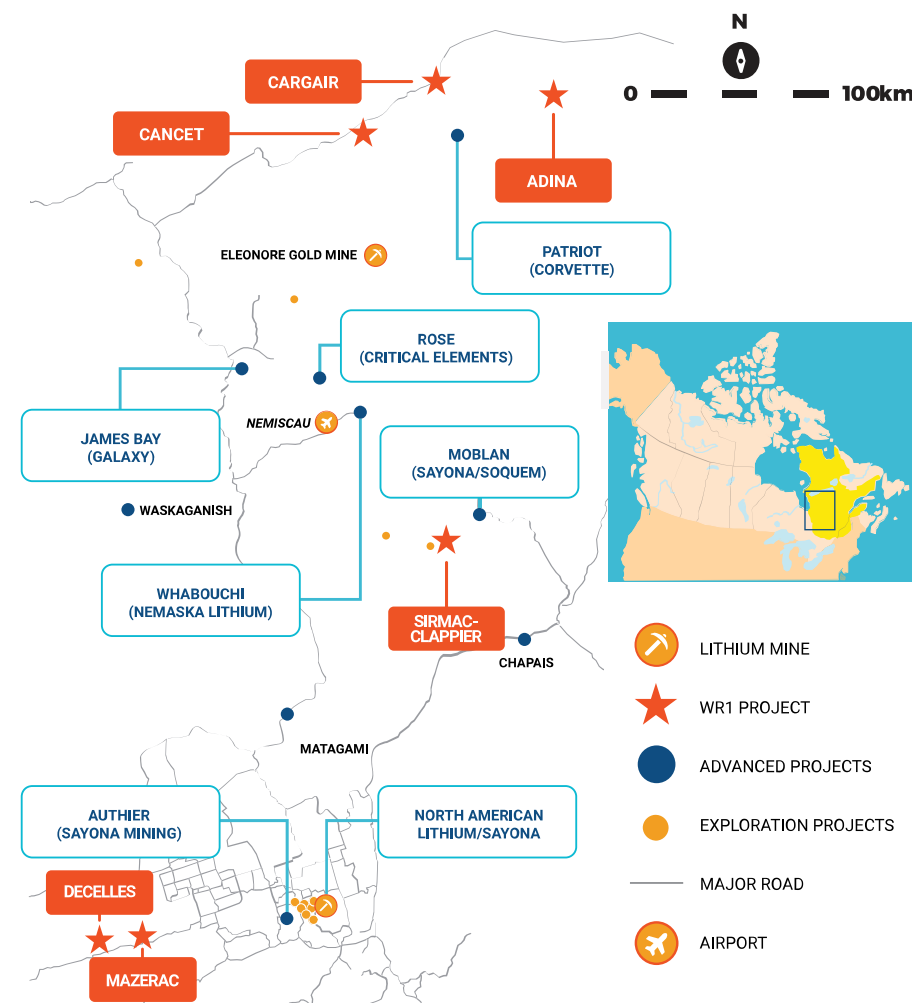 N
0
100km
CARGAIR
CANCET
ADINA
PATRIOT
(CORVETTE)
ELEONORE GOLD MINE
ROSE
(CRITICAL ELEMENTS)
JAMES BAY
(GALAXY)
NEMISCAU
MOBLAN
(SAYONA/SOQUEM)
WASKAGANISH
WHABOUCHI
(NEMASKA LITHIUM)
SIRMAC-
CLAPPIER
CHAPAIS
MATAGAMI
AUTHIER
(SAYONA MINING)
NORTH AMERICAN
LITHIUM/SAYONA
DECELLES
MAZERAC
LITHIUM MINE
WR1 PROJECT
ADVANCED PROJECTS
EXPLORATION PROJECTS
MAJOR ROAD
AIRPORT